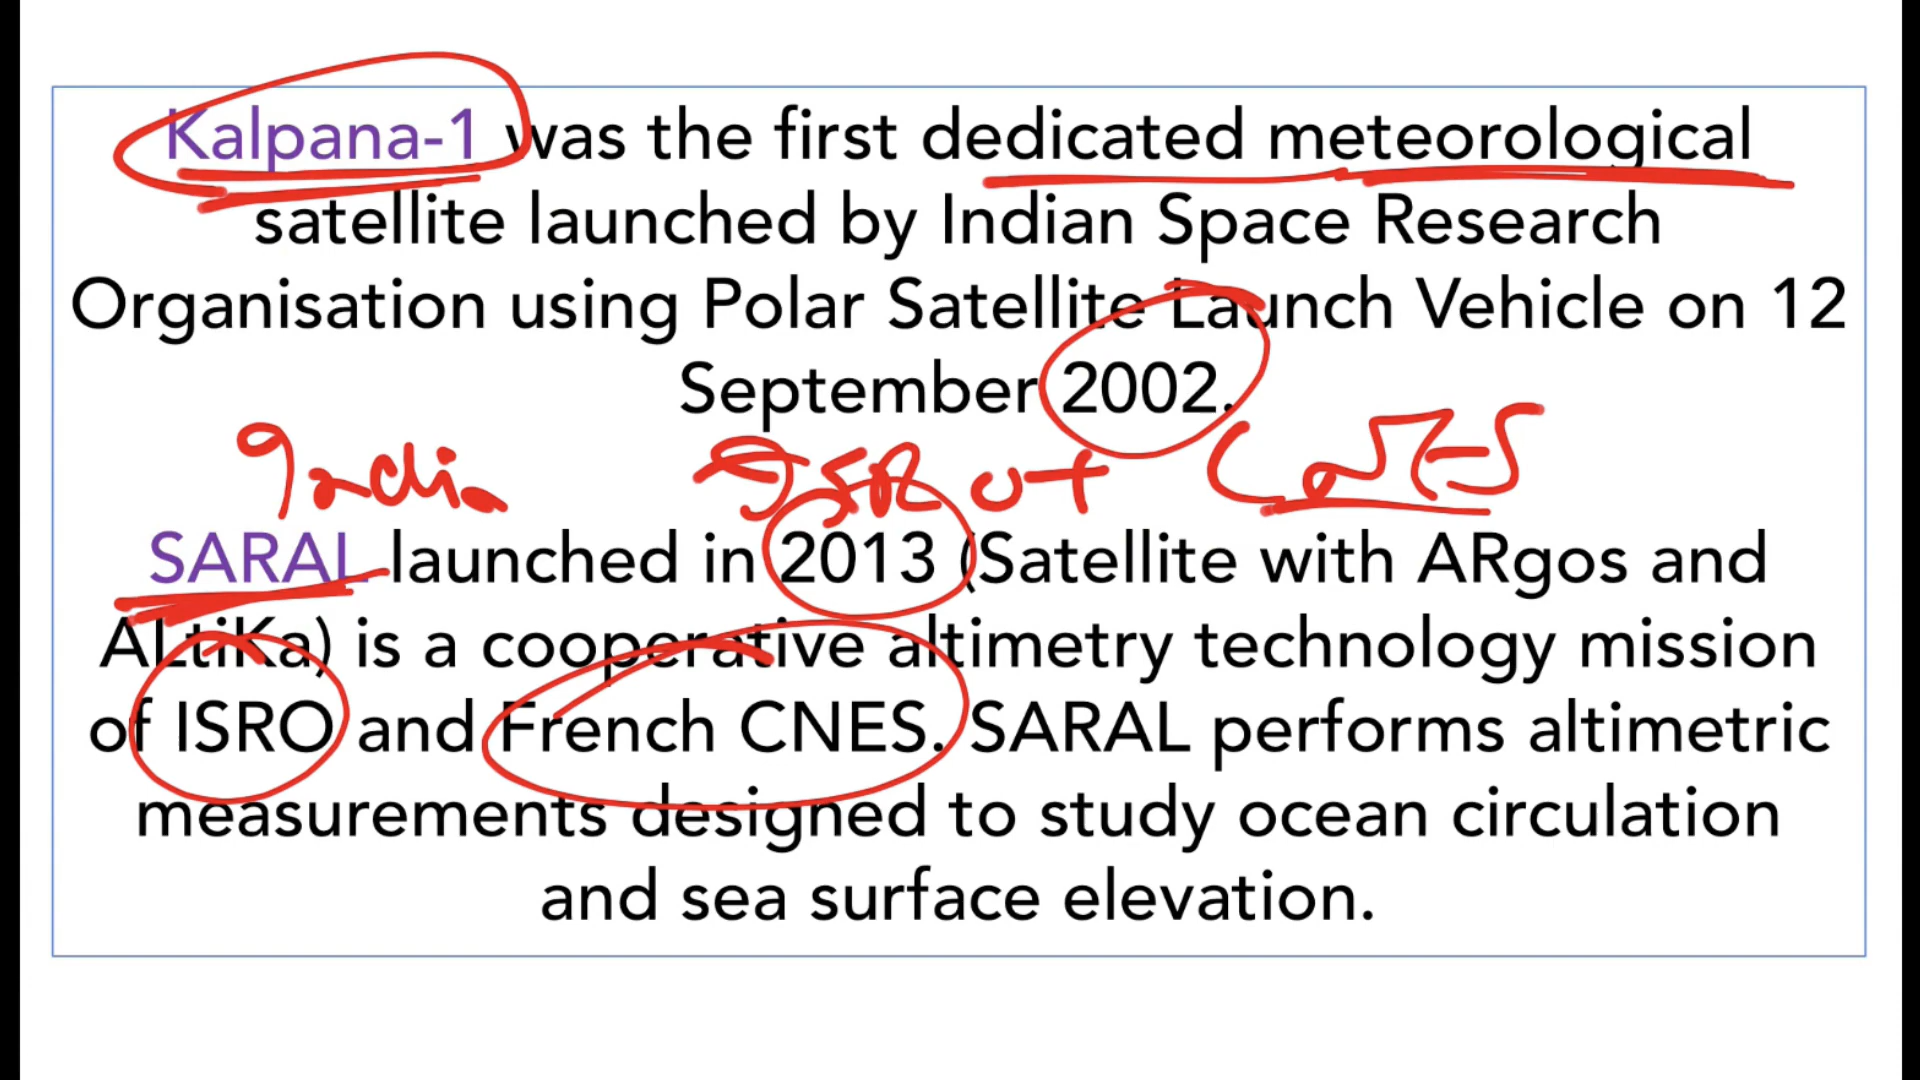 Kalpana-1 was the first dedicated meteorological
satellite launched by Indian Space Research
Organisation using Polar Satellite Launch Vehicle on 12
September 2002.
India ISRO + CNES
SARAL launched in 2013 (Satellite with ARgos and
ALtiKa) is a cooperative altimetry technology mission
of ISRO and French CNES. SARAL performs altimetric
measurements designed to study ocean circulation
and sea surface elevation.